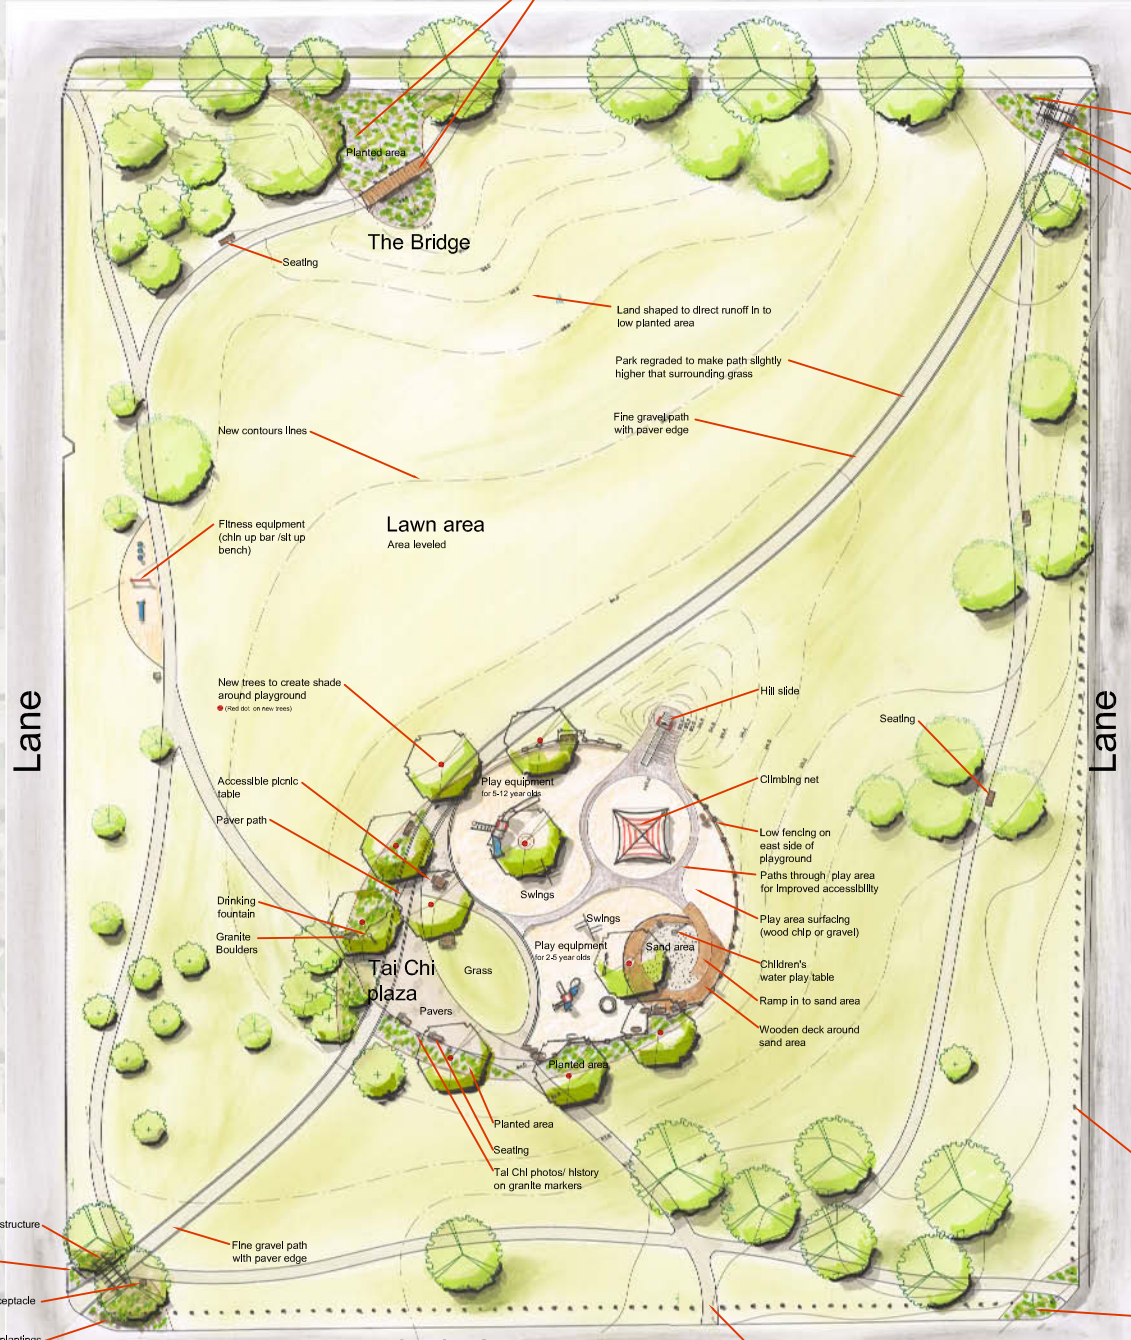 Planted area
The Bridge
Seating
Land shaped to direct runoff in to
low planted area
Park regraded to make path slightly
higher that surrounding grass
Fine gravel path
with paver edge
New contours lines
Lawn area
Area leveled
Fitness equipment
(chin up bar /sit up
bench)
Lane
Lane
New trees to create shade
around playground
(Red dot on new trees)
Hill slide
Seating
Accessible picnic
table
Play equipment
for 5-12 year olds
Climbing net
Paver path
Low fencing on
east side of
playground
Paths through play area
for improved accessibility
Swings
Drinking
fountain
Swings
Play area surfacing
(wood chip or gravel)
Granite
Boulders
Play equipment
for 2-5 year olds
Sand area
Tai Chi
plaza
Grass
Children's
water play table
Ramp in to sand area
Pavers
Wooden deck around
sand area
Planted area
Planted area
Seating
Tai Chi photos/ history
on granite markers
structure
Fine gravel path
with paver edge
ceptacle
plantings